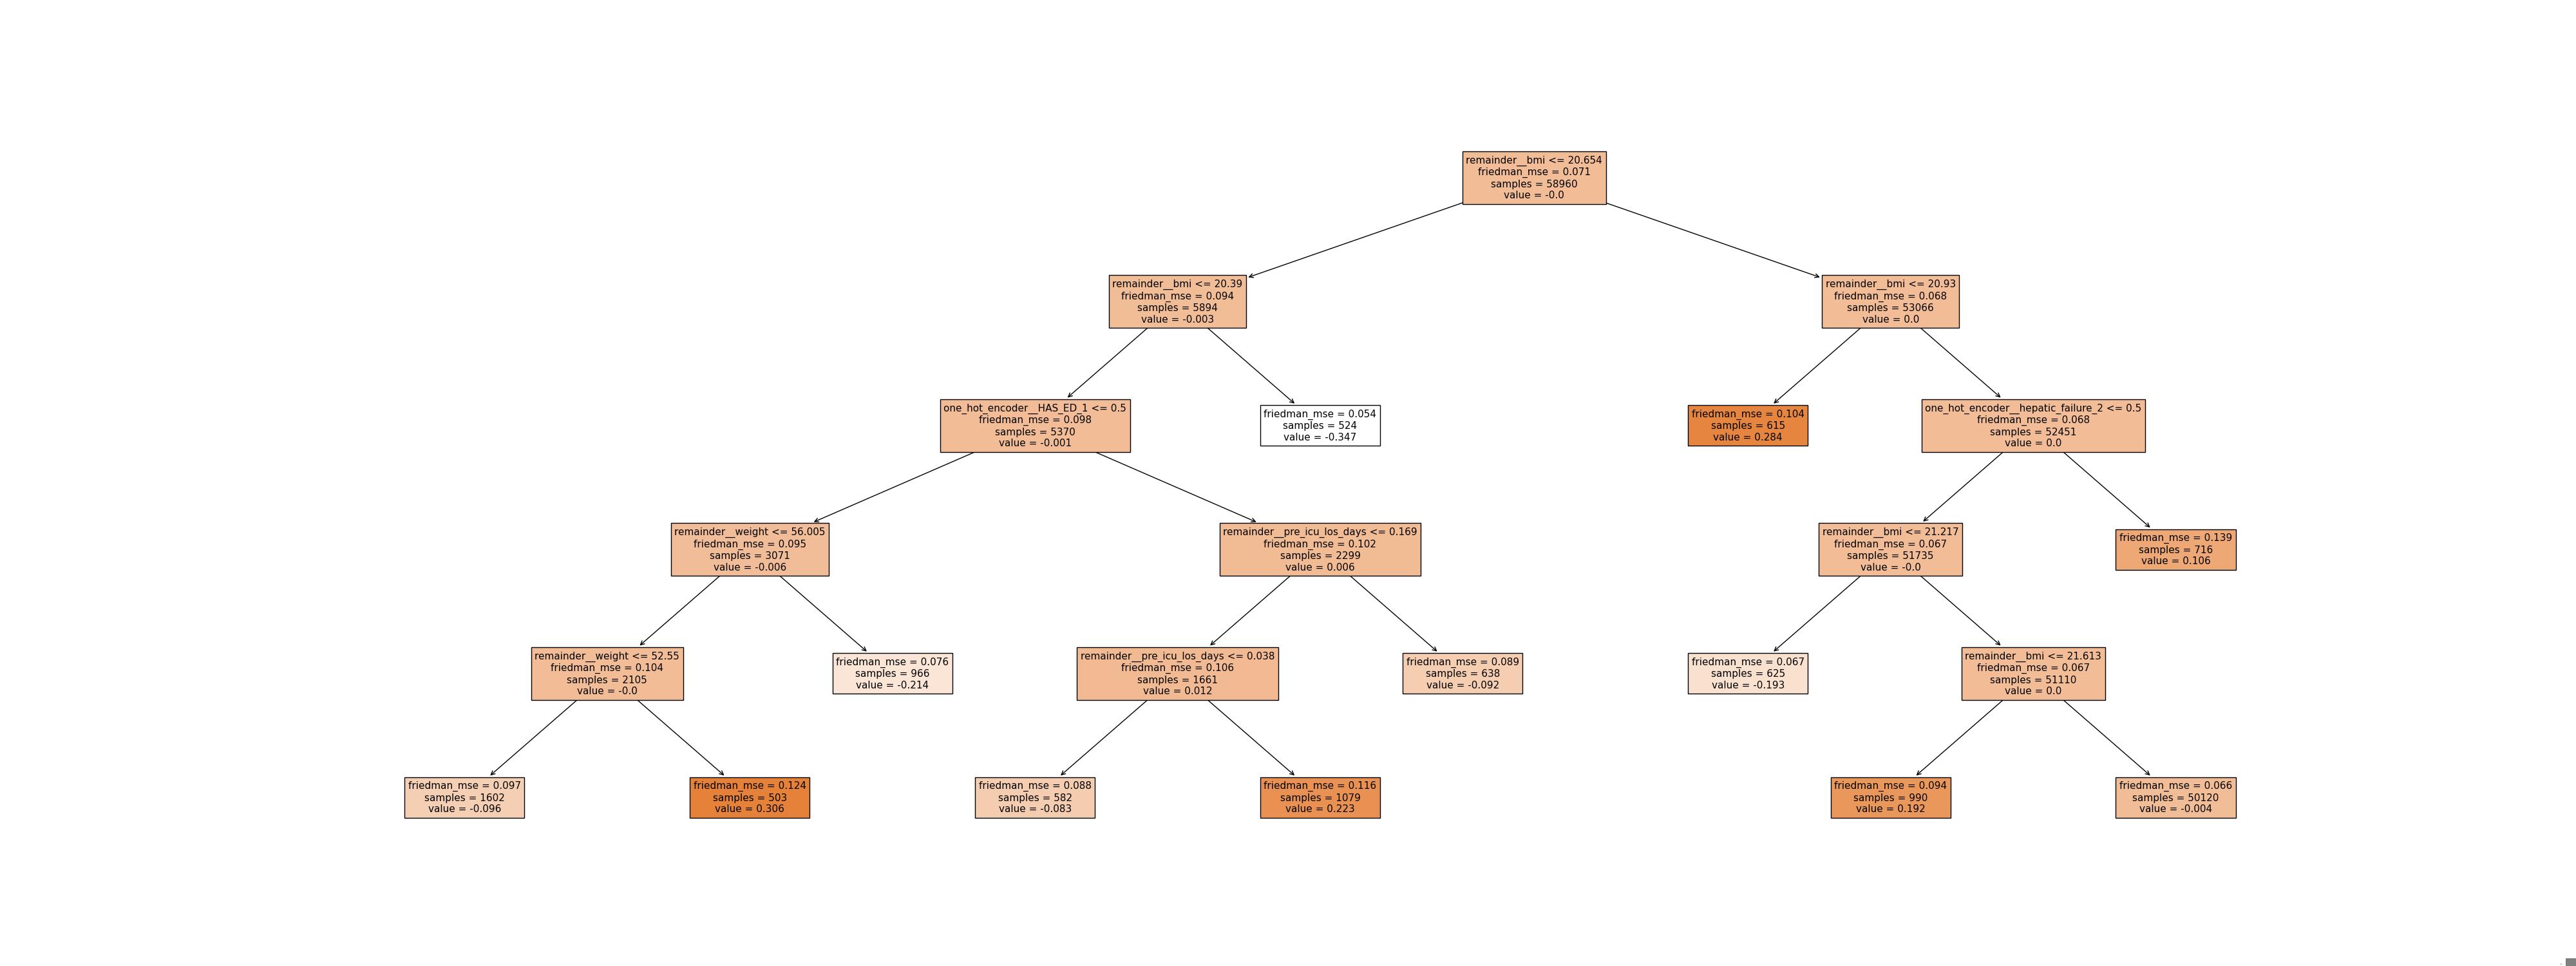 remainder__bmi <= 20.654
friedman_mse = 0.071
samples = 58960
value = -0.0
remainder__bmi <= 20.39
friedman_mse = 0.094
samples = 5894
value = -0.003
remainder__bmi <= 20.93
friedman_mse = 0.068
samples = 53066
value = 0.0
one_hot_encoder__HAS_ED_1 <= 0.5
friedman_mse = 0.098
samples = 5370
value = -0.001
friedman_mse = 0.054
samples = 524
value = -0.347
friedman_mse = 0.104
samples = 615
value = 0.284
one_hot_encoder__hepatic_failure_2 <= 0.5
friedman_mse = 0.068
samples = 52451
value = 0.0
remainder__weight <= 56.005
friedman_mse = 0.095
samples = 3071
value = -0.006
remainder__pre_icu_los_days <= 0.169
friedman_mse = 0.102
samples = 2299
value = 0.006
remainder__bmi <= 21.217
friedman_mse = 0.067
samples = 51735
value = -0.0
friedman_mse = 0.139
samples = 716
value = 0.106
remainder__weight <= 52.55
friedman_mse = 0.104
samples = 2105
value = -0.0
friedman_mse = 0.076
samples = 966
value = -0.214
remainder__pre_icu_los_days <= 0.038
friedman_mse = 0.106
samples = 1661
value = 0.012
friedman_mse = 0.089
samples = 638
value = -0.092
friedman_mse = 0.067
samples = 625
value = -0.193
remainder__bmi <= 21.613
friedman_mse = 0.067
samples = 51110
value = 0.0
friedman_mse = 0.097
samples = 1602
value = -0.096
friedman_mse = 0.124
samples = 503
value = 0.306
friedman_mse = 0.088
samples = 582
value = -0.083
friedman_mse = 0.116
samples = 1079
value = 0.223
friedman_mse = 0.094
samples = 990
value = 0.192
friedman_mse = 0.066
samples = 50120
value = -0.004